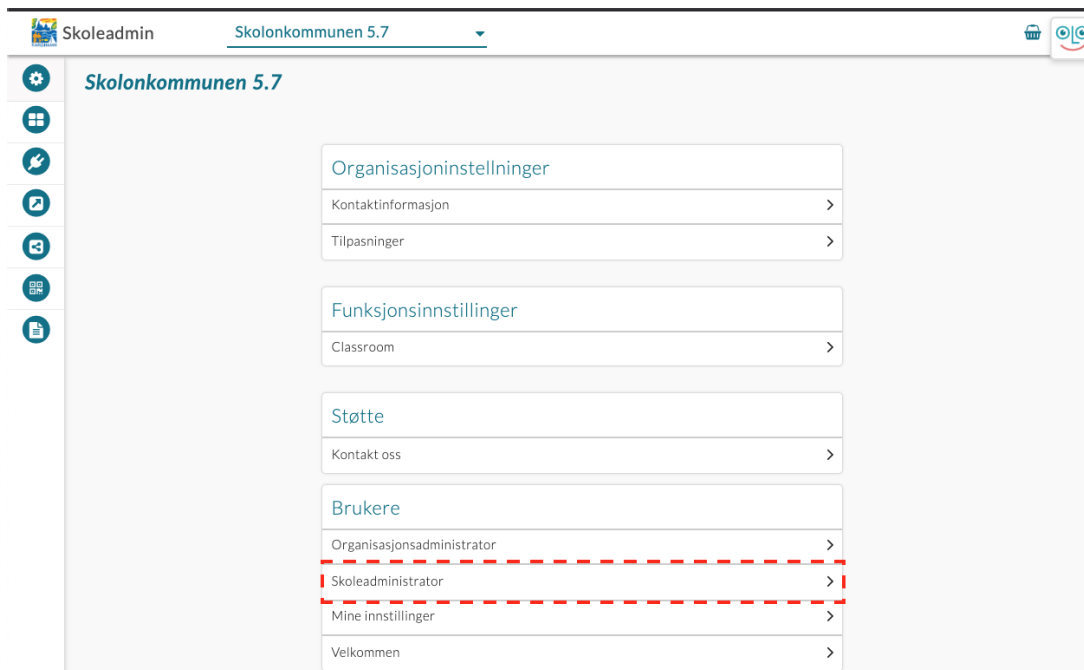 Skoleadmin
Skolonkommunen 5.7
Skolonkommunen 5.7
Organisasjoninstellninger
Kontaktinformasjon
Tilpasninger
Funksjonsinnstillinger
Classroom
Støtte
Kontakt oss
Brukere
Organisasjonsadministrator
Skoleadministrator
Mine innstillinger
Velkommen